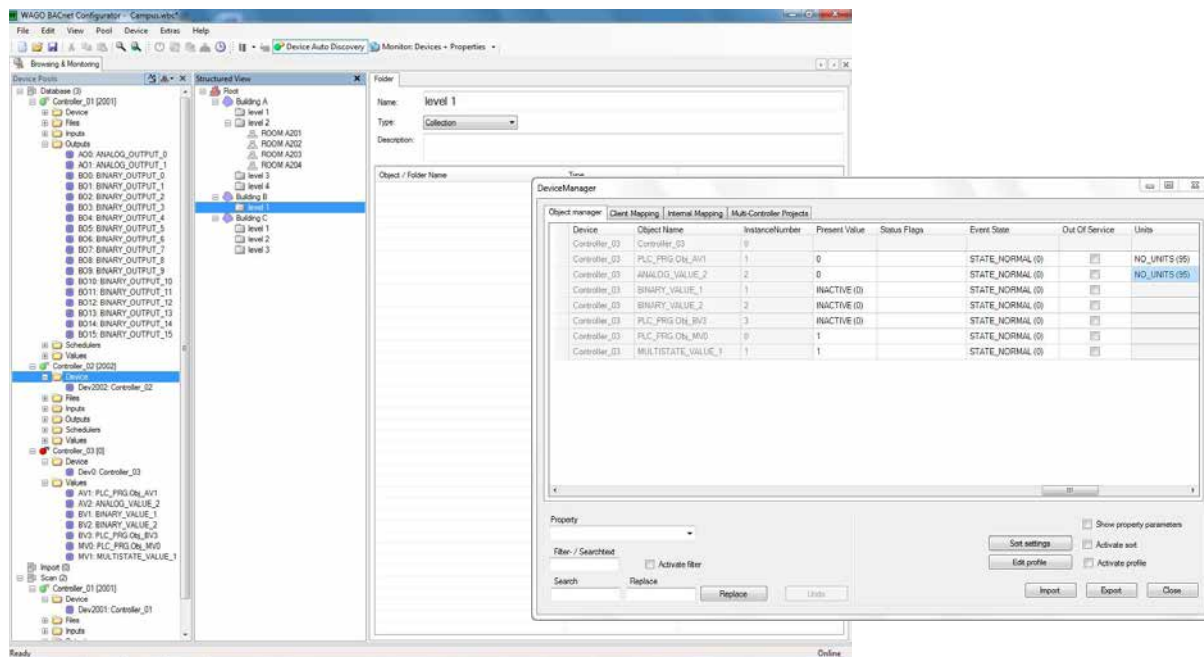 WAGO BACnet Configurator - Campus.wbc*
File Edit View Pool Device Extras Help
Device Auto Discovery Monitor: Devices + Properties
Browsing & Monitoring
Device Pools
Database (3)
Controller_01 [2001]
Device
Files
Inputs
Outputs
AO0: ANALOG_OUTPUT_0
AO1: ANALOG_OUTPUT_1
BO0: BINARY_OUTPUT_0
BO1: BINARY_OUTPUT_1
BO2: BINARY_OUTPUT_2
BO3: BINARY_OUTPUT_3
BO4: BINARY_OUTPUT_4
BO5: BINARY_OUTPUT_5
BO6: BINARY_OUTPUT_6
BO7: BINARY_OUTPUT_7
BO8: BINARY_OUTPUT_8
BO9: BINARY_OUTPUT_9
BO10: BINARY_OUTPUT_10
BO11: BINARY_OUTPUT_11
BO12: BINARY_OUTPUT_12
BO13: BINARY_OUTPUT_13
BO14: BINARY_OUTPUT_14
BO15: BINARY_OUTPUT_15
Schedulers
Values
Controller_02 [2002]
Device
Dev2002: Controller_02
Files
Inputs
Outputs
Schedulers
Values
Controller_03 [0]
Device
Dev0: Controller_03
Values
AV1: PLC_PRG.Obj_AV1
AV2: ANALOG_VALUE_2
BV1: BINARY_VALUE_1
BV2: BINARY_VALUE_2
BV3: PLC_PRG.Obj_BV3
MV0: PLC_PRG.Obj_MV0
MV1: MULTISTATE_VALUE_1
Import (0)
Scan (2)
Controller_01 [2001]
Device
Dev2001: Controller_01
Files
Inputs
Structured View
Root
Building A
level 1
level 2
ROOM A201
ROOM A202
ROOM A203
ROOM A204
level 3
level 4
Building B
level 1
Building C
level 1
level 2
level 3
Folder
Name: level 1
Type: Collection
Description:
Object / Folder Name Type
DeviceManager
Object manager Client Mapping Internal Mapping Multi-Controller Projects
Device Object Name InstanceNumber Present Value Status Flags Event State Out Of Service Units
Controller_03 Controller_03 0
Controller_03 PLC_PRG.Obj_AV1 1 0 STATE_NORMAL (0) NO_UNITS (95)
Controller_03 ANALOG_VALUE_2 2 0 STATE_NORMAL (0) NO_UNITS (95)
Controller_03 BINARY_VALUE_1 1 INACTIVE (0) STATE_NORMAL (0)
Controller_03 BINARY_VALUE_2 2 INACTIVE (0) STATE_NORMAL (0)
Controller_03 PLC_PRG.Obj_BV3 3 INACTIVE (0) STATE_NORMAL (0)
Controller_03 PLC_PRG.Obj_MV0 0 1 STATE_NORMAL (0)
Controller_03 MULTISTATE_VALUE_1 1 1 STATE_NORMAL (0)
Property
Filter- / Searchtext
Activate filter
Search Replace
Replace Undo
Show property parameters
Sort settings Activate sort
Edit profile Activate profile
Import Export Close
Ready Online